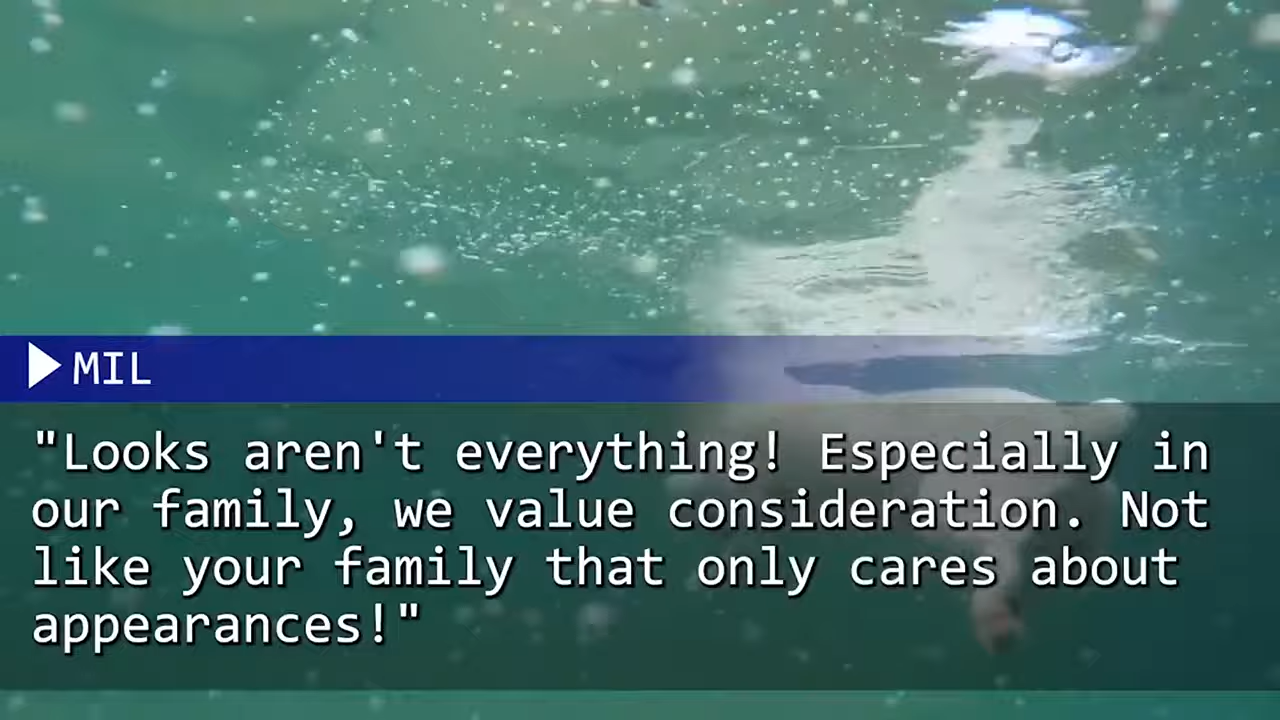 MIL
"Looks aren't everything! Especially in
our family, we value consideration. Not
like your family that only cares about
appearances!"